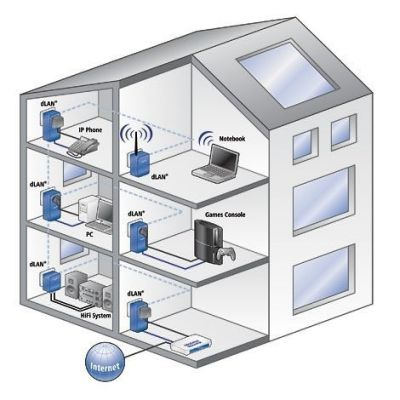 dLAN®
IP Phone
Notebook
dLAN®
dLAN®
PC
dLAN®
Games Console
dLAN®
HiFi System
dLAN®
Internet